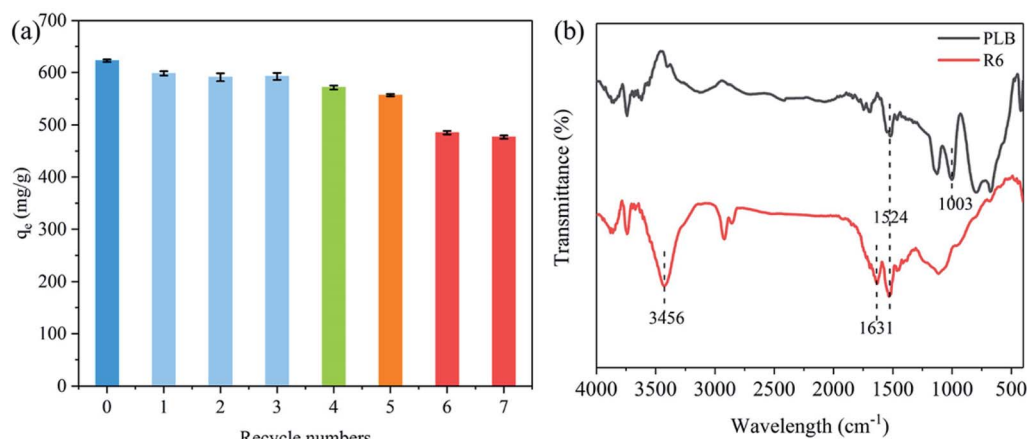 (a)
700
600
500
400
300
200
100
0
qe (mg/g)
0 1 2 3 4 5 6 7
Recycle numbers
(b)
PLB
R6
Transmittance (%)
1524
1003
3456
1631
4000 3500 3000 2500 2000 1500 1000 500
Wavelength (cm-1)